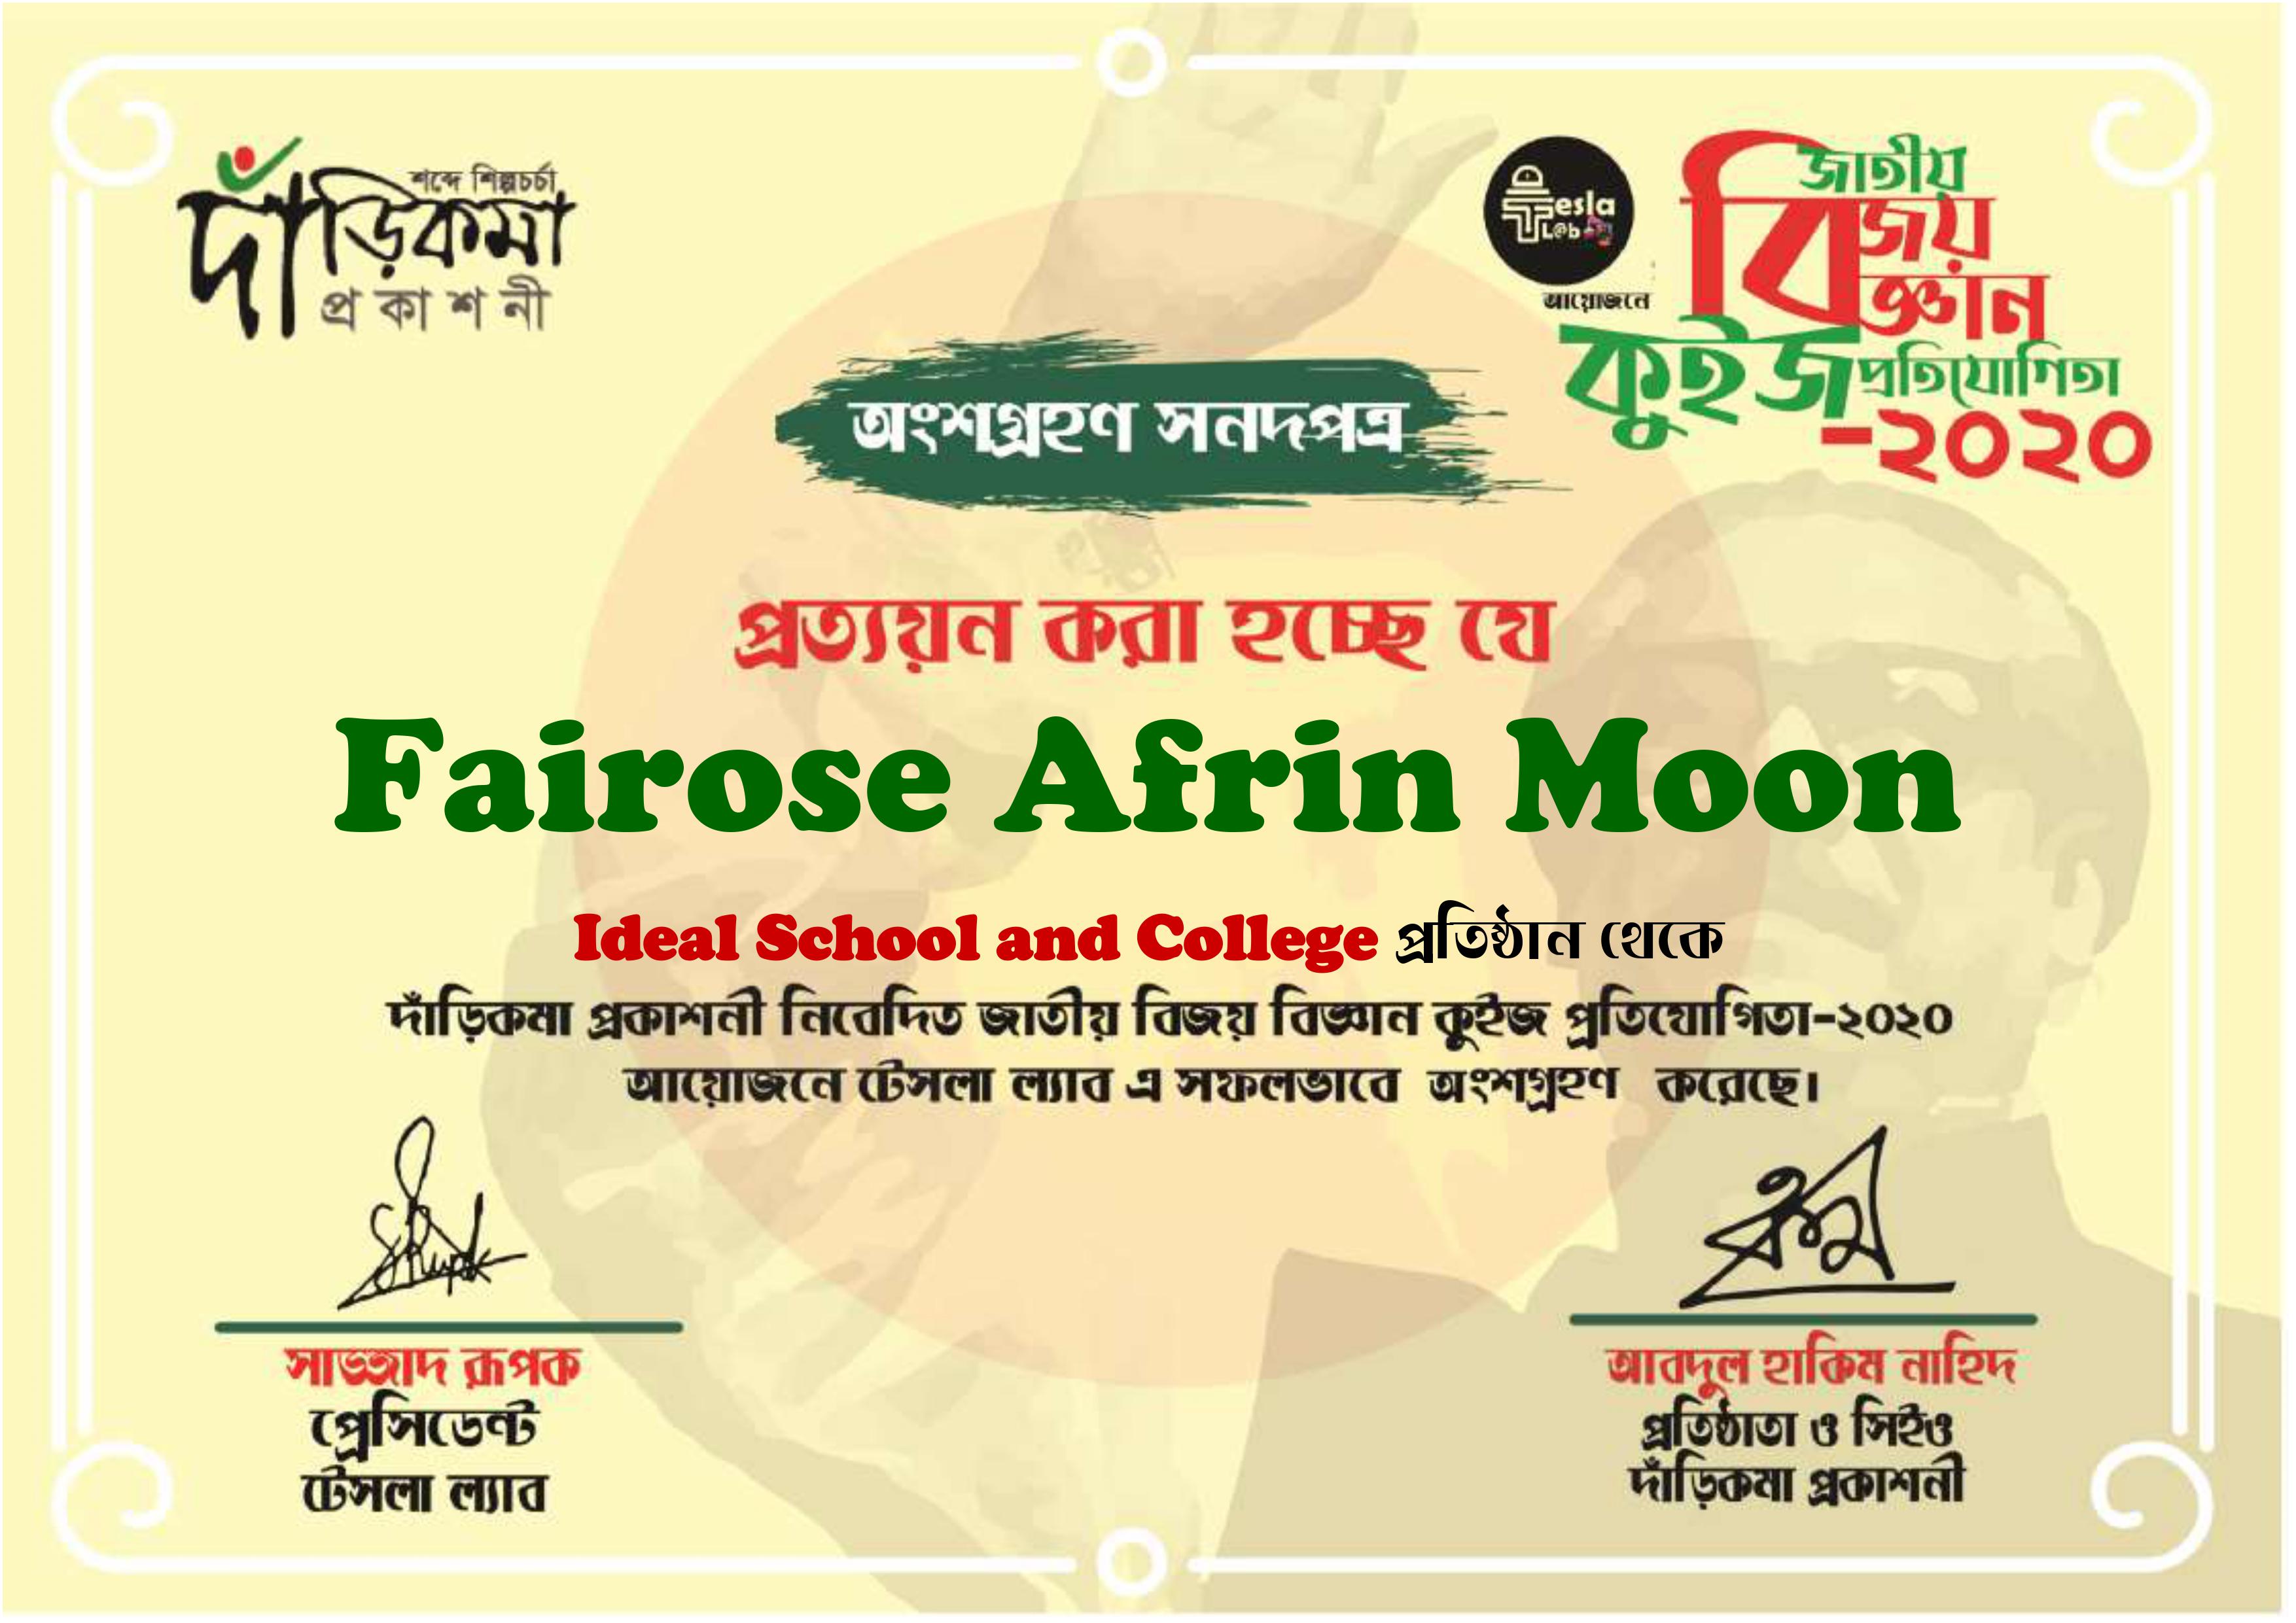 শব্দে শিল্পচর্চা
দাঁড়িকমা
প্রকাশনী
Tesla
L@b
আয়োজনে
জাতীয়
বিজয়
বিজ্ঞান
কুইজ প্রতিযোগিতা
-২০২০
অংশগ্রহণ সনদপত্র
প্রত্যয়ন করা হচ্ছে যে
Fairose Afrin Moon
Ideal School and College প্রতিষ্ঠান থেকে
দাঁড়িকমা প্রকাশনী নিবেদিত জাতীয় বিজয় বিজ্ঞান কুইজ প্রতিযোগিতা-২০২০
আয়োজনে টেসলা ল্যাব এ সফলভাবে অংশগ্রহণ করেছে।
সাজ্জাদ রূপক
প্রেসিডেন্ট
টেসলা ল্যাব
আবদুল হাকিম নাহিদ
প্রতিষ্ঠাতা ও সিইও
দাঁড়িকমা প্রকাশনী